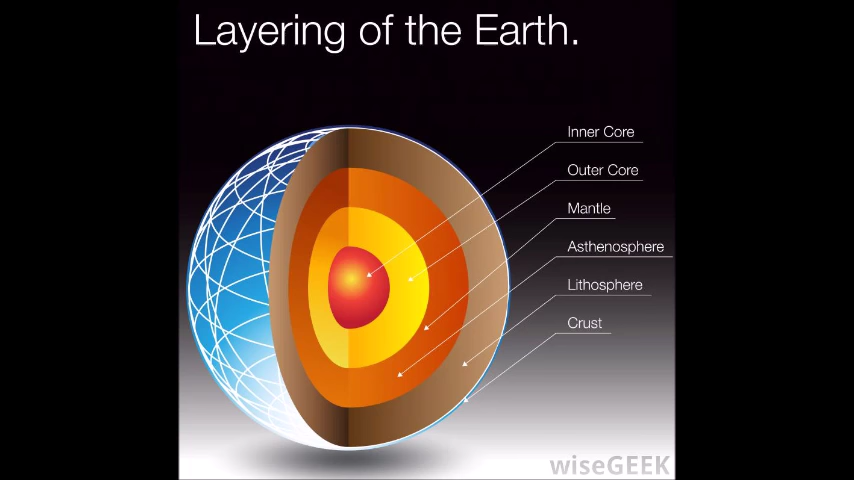 Layering of the Earth.
Inner Core
Outer Core
Mantle
Asthenosphere
Lithosphere
Crust
wiseGEEK